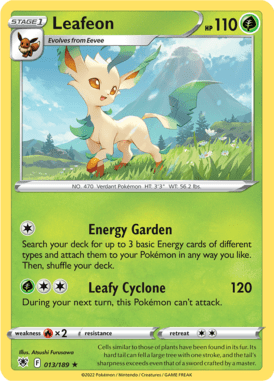 STAGE 1
Leafeon
HP 110
Evolves from Eevee
NO. 470 Verdant Pokémon HT: 3'3" WT: 56.2 lbs.
Energy Garden
Search your deck for up to 3 basic Energy cards of different
types and attach them to your Pokémon in any way you like.
Then, shuffle your deck.
Leafy Cyclone 120
During your next turn, this Pokémon can't attack.
weakness ×2 resistance retreat
Illus. Atsushi Furusawa
F 013/189 ★
Cells similar to those of plants have been found in its fur. Its
hard tail can fell a large tree with one stroke, and the tail's
sharpness exceeds even that of a sword crafted by a master.
©2022 Pokémon / Nintendo / Creatures / GAME FREAK